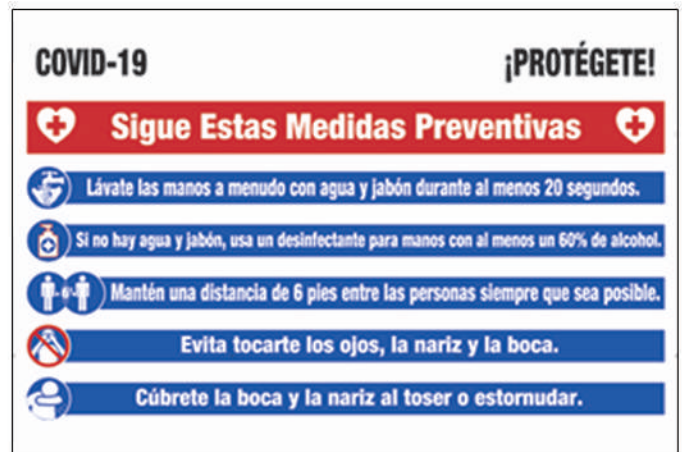 COVID-19 ¡PROTÉGETE!
Sigue Estas Medidas Preventivas
Lávate las manos a menudo con agua y jabón durante al menos 20 segundos.
Si no hay agua y jabón, usa un desinfectante para manos con al menos un 60% de alcohol.
6'
Mantén una distancia de 6 pies entre las personas siempre que sea posible.
Evita tocarte los ojos, la nariz y la boca.
Cúbrete la boca y la nariz al toser o estornudar.